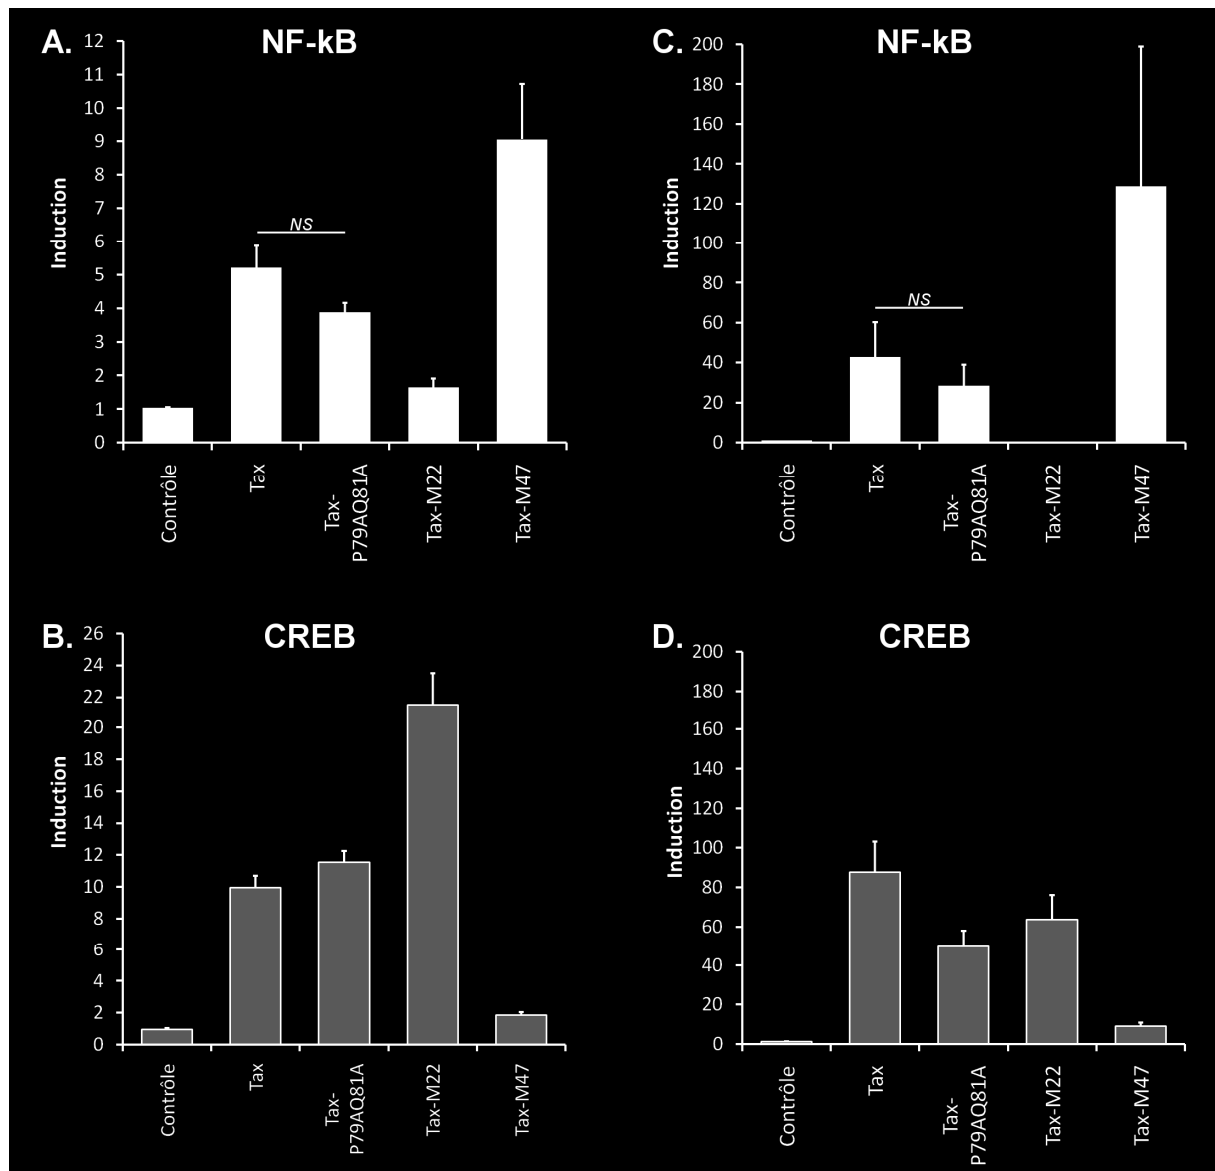 A.
NF-kB
12
11
10
9
8
7
6
5
4
3
2
1
0
Induction
NS
Contrôle
Tax
Tax-
P79AQ81A
Tax-M22
Tax-M47
C.
NF-kB
200
180
160
140
120
100
80
60
40
20
0
Induction
NS
Contrôle
Tax
Tax-
P79AQ81A
Tax-M22
Tax-M47
B.
CREB
26
24
22
20
18
16
14
12
10
8
6
4
2
0
Induction
Contrôle
Tax
Tax-
P79AQ81A
Tax-M22
Tax-M47
D.
CREB
200
180
160
140
120
100
80
60
40
20
0
Induction
Contrôle
Tax
Tax-
P79AQ81A
Tax-M22
Tax-M47